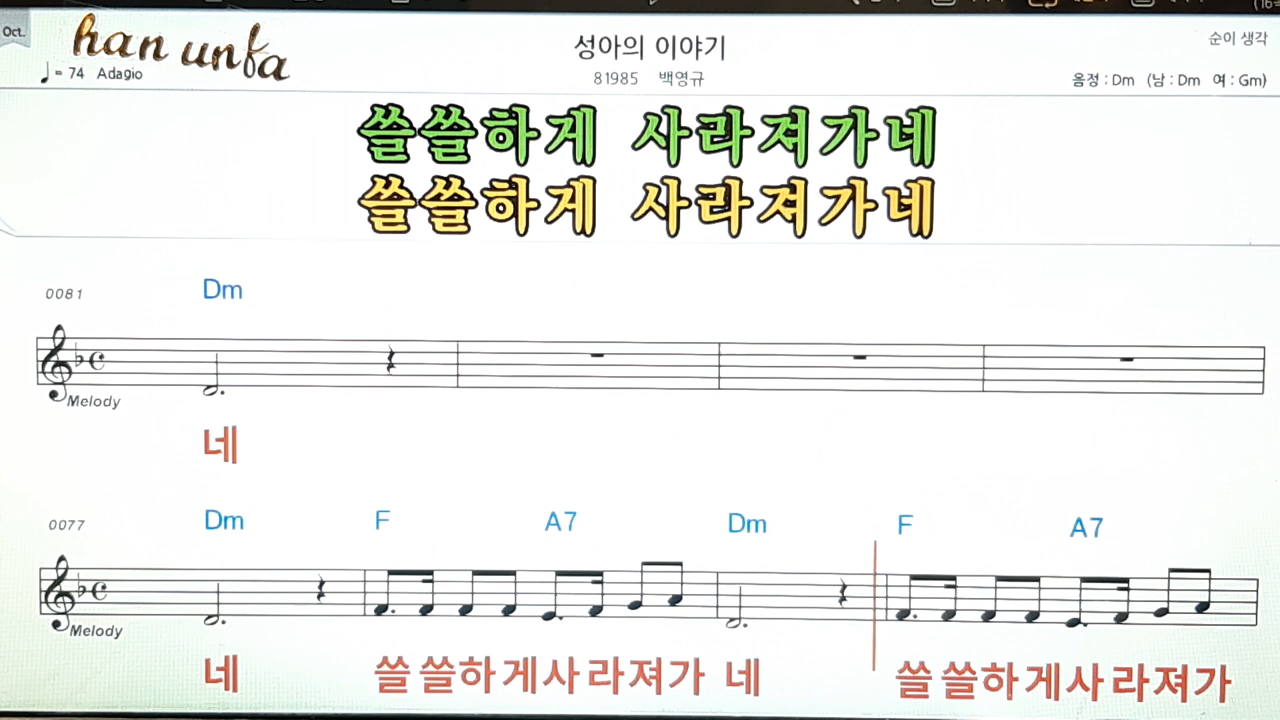 Oct.
han unfa
♩= 74 Adagio
성아의 이야기
81985 백영규
순이 생각
음정 : Dm (남 : Dm 여 : Gm)
쓸쓸하게 사라져가네
쓸쓸하게 사라져가네
0081 Dm
Melody
네
0077 Dm F A7 Dm F A7
Melody
네 쓸쓸하게사라져가 네 쓸쓸하게사라져가